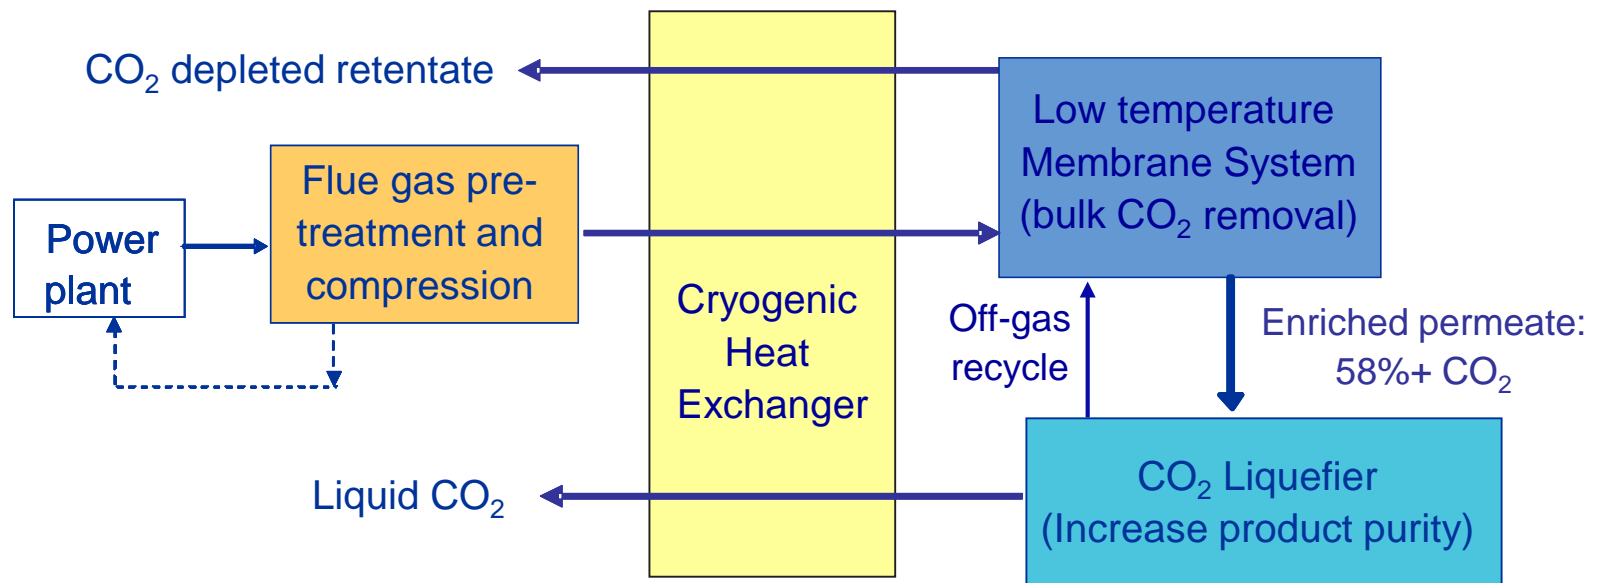 CO₂ depleted retentate
Low temperature
Membrane System
(bulk CO₂ removal)
Flue gas pre-
treatment and
compression
Power
plant
Cryogenic
Heat
Exchanger
Off-gas
recycle
Enriched permeate:
58%+ CO₂
Liquid CO₂
CO₂ Liquefier
(Increase product purity)